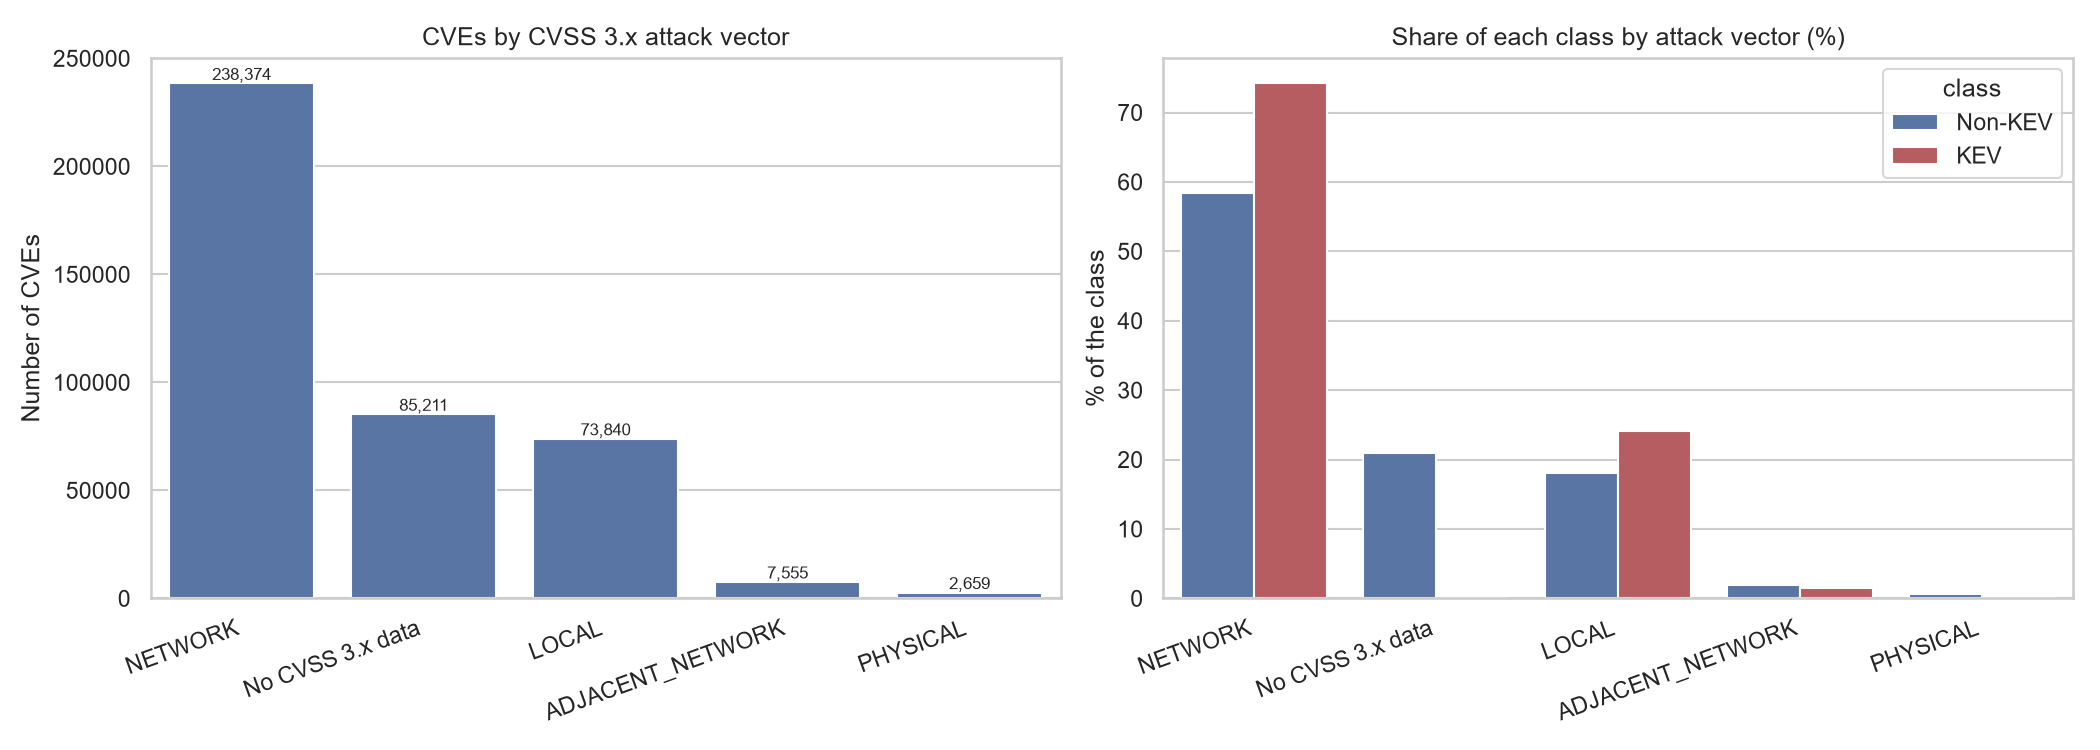 CVEs by CVSS 3.x attack vector
Number of CVEs
250000
200000
150000
100000
50000
0
238,374
85,211
73,840
7,555
2,659
NETWORK
No CVSS 3.x data
LOCAL
ADJACENT_NETWORK
PHYSICAL
Share of each class by attack vector (%)
% of the class
70
60
50
40
30
20
10
0
class
Non-KEV
KEV
NETWORK
No CVSS 3.x data
LOCAL
ADJACENT_NETWORK
PHYSICAL